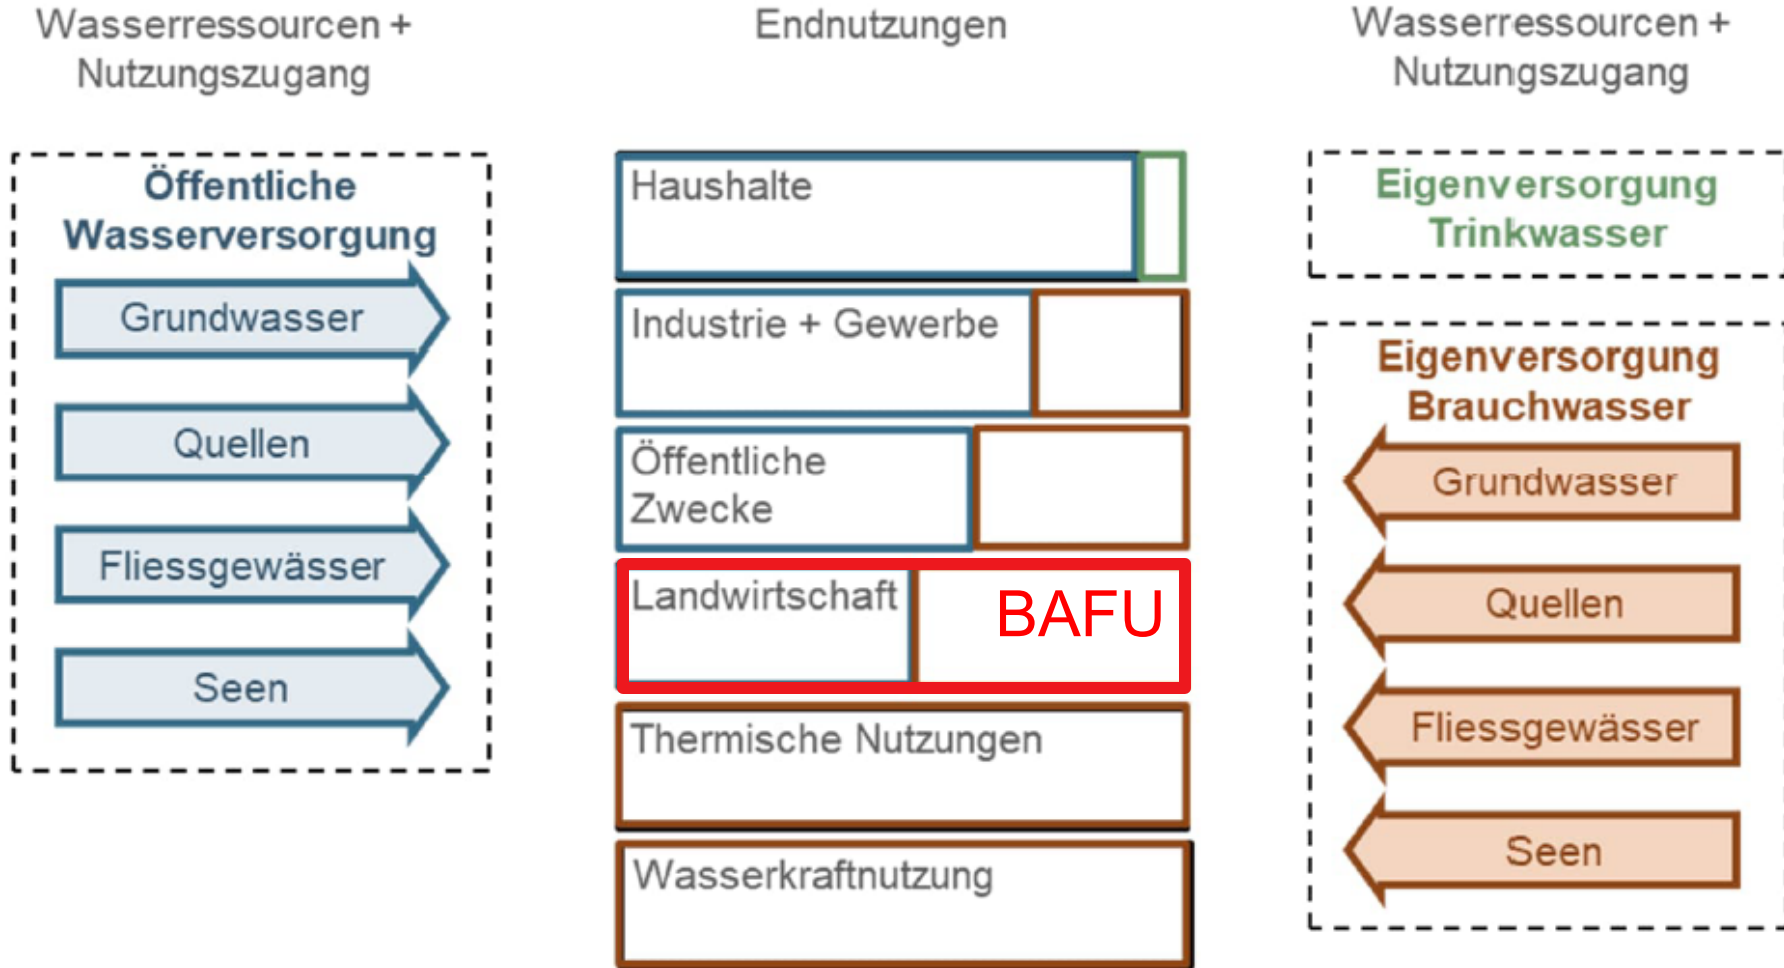 Wasserressourcen +
Nutzungszugang
Öffentliche
Wasserversorgung
Grundwasser
Quellen
Fliessgewässer
Seen
Endnutzungen
Haushalte
Industrie + Gewerbe
Öffentliche
Zwecke
Landwirtschaft
BAFU
Thermische Nutzungen
Wasserkraftnutzung
Wasserressourcen +
Nutzungszugang
Eigenversorgung
Trinkwasser
Eigenversorgung
Brauchwasser
Grundwasser
Quellen
Fliessgewässer
Seen